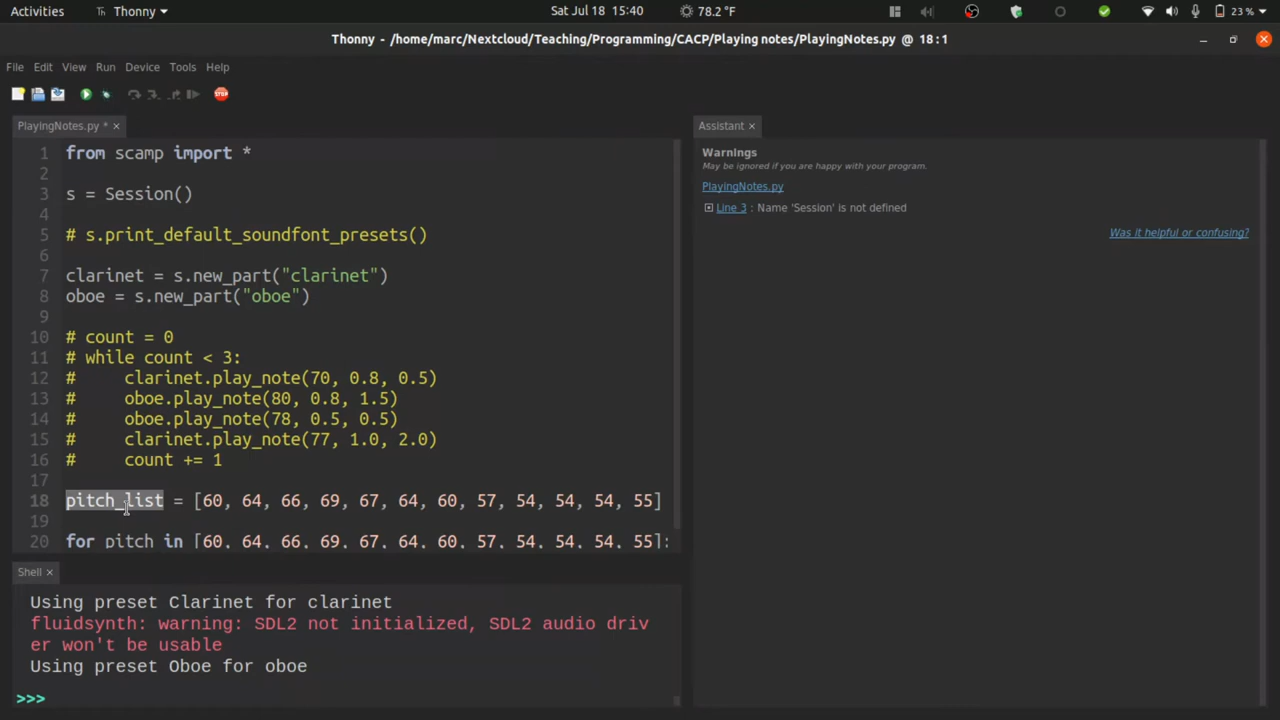 Activities Thonny Sat Jul 18 15:40 78.2 °F 23 %
Thonny - /home/marc/Nextcloud/Teaching/Programming/CACP/Playing notes/PlayingNotes.py @ 18:1
File Edit View Run Device Tools Help
STOP
PlayingNotes.py *
1 from scamp import *
2
3 s = Session()
4
5 # s.print_default_soundfont_presets()
6
7 clarinet = s.new_part("clarinet")
8 oboe = s.new_part("oboe")
9
10 # count = 0
11 # while count < 3:
12 #     clarinet.play_note(70, 0.8, 0.5)
13 #     oboe.play_note(80, 0.8, 1.5)
14 #     oboe.play_note(78, 0.5, 0.5)
15 #     clarinet.play_note(77, 1.0, 2.0)
16 #     count += 1
17
18 pitch_list = [60, 64, 66, 69, 67, 64, 60, 57, 54, 54, 54, 55]
19
20 for pitch in [60, 64, 66, 69, 67, 64, 60, 57, 54, 54, 54, 55]:
Shell
Using preset Clarinet for clarinet
fluidsynth: warning: SDL2 not initialized, SDL2 audio driv
er won't be usable
Using preset Oboe for oboe
>>>
Assistant
Warnings
May be ignored if you are happy with your program.
PlayingNotes.py
Line 3 : Name 'Session' is not defined
Was it helpful or confusing?